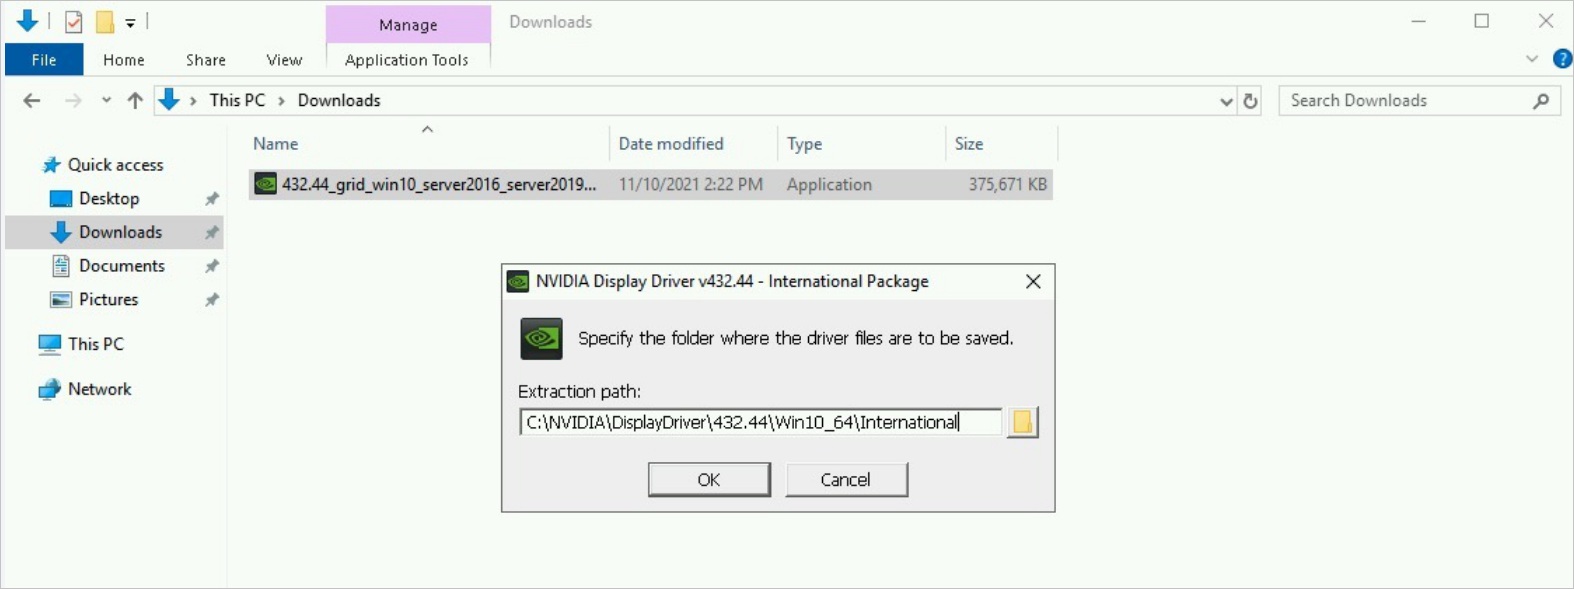 Manage
Downloads
File
Home
Share
View
Application Tools
?
This PC > Downloads
Search Downloads
Name
Date modified
Type
Size
Quick access
432.44_grid_win10_server2016_server2019...
11/10/2021 2:22 PM
Application
375,671 KB
Desktop
Downloads
Documents
Pictures
This PC
Network
NVIDIA Display Driver v432.44 - International Package
Specify the folder where the driver files are to be saved.
Extraction path:
C:\NVIDIA\DisplayDriver\432.44\Win10_64\International
OK
Cancel